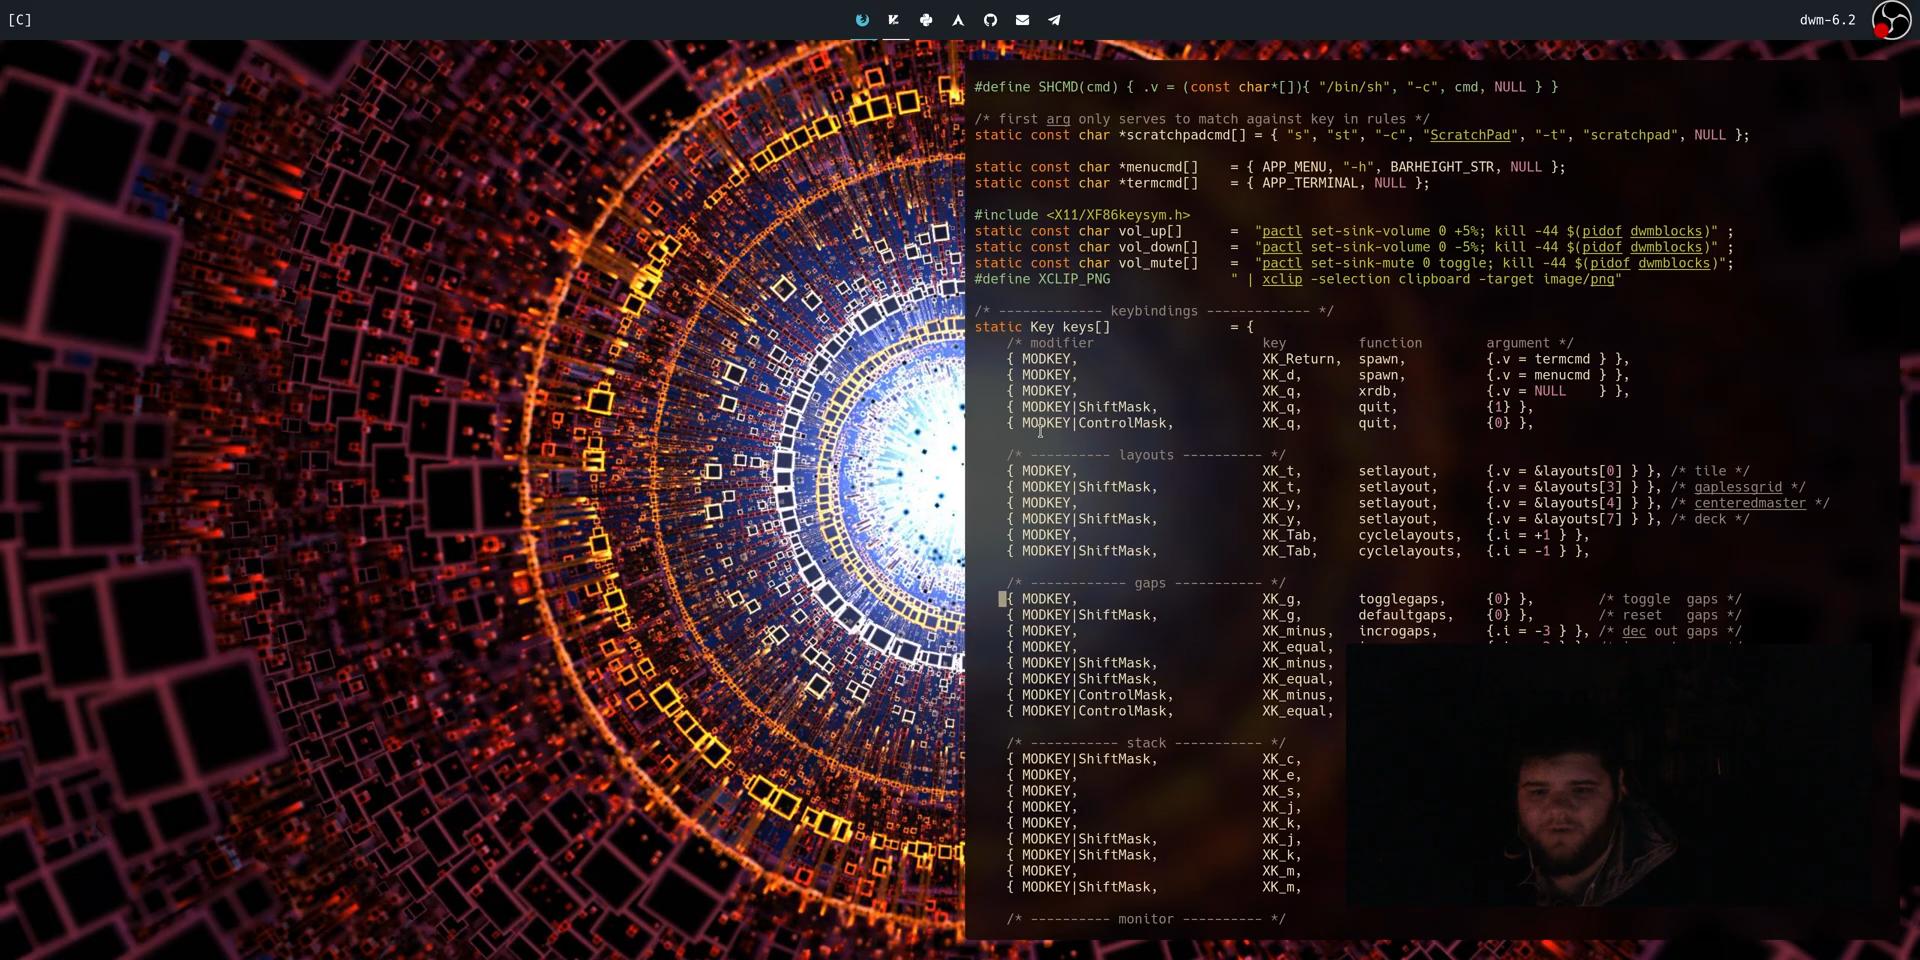 [C]
dwm-6.2
#define SHCMD(cmd) { .v = (const char*[]){ "/bin/sh", "-c", cmd, NULL } }
/* first arg only serves to match against key in rules */
static const char *scratchpadcmd[] = { "s", "st", "-c", "ScratchPad", "-t", "scratchpad", NULL };
static const char *menucmd[] = { APP_MENU, "-h", BARHEIGHT_STR, NULL };
static const char *termcmd[] = { APP_TERMINAL, NULL };
#include <X11/XF86keysym.h>
static const char vol_up[] = "pactl set-sink-volume 0 +5%; kill -44 $(pidof dwmblocks)" ;
static const char vol_down[] = "pactl set-sink-volume 0 -5%; kill -44 $(pidof dwmblocks)" ;
static const char vol_mute[] = "pactl set-sink-mute 0 toggle; kill -44 $(pidof dwmblocks)";
#define XCLIP_PNG " | xclip -selection clipboard -target image/png"
/* ------------- keybindings ------------- */
static Key keys[] = {
/* modifier key function argument */
{ MODKEY, XK_Return, spawn, {.v = termcmd } },
{ MODKEY, XK_d, spawn, {.v = menucmd } },
{ MODKEY, XK_q, xrdb, {.v = NULL } },
{ MODKEY|ShiftMask, XK_q, quit, {1} },
{ MODKEY|ControlMask, XK_q, quit, {0} },
/* ---------- layouts ---------- */
{ MODKEY, XK_t, setlayout, {.v = &layouts[0] } }, /* tile */
{ MODKEY|ShiftMask, XK_t, setlayout, {.v = &layouts[3] } }, /* gaplessgrid */
{ MODKEY, XK_y, setlayout, {.v = &layouts[4] } }, /* centeredmaster */
{ MODKEY|ShiftMask, XK_y, setlayout, {.v = &layouts[7] } }, /* deck */
{ MODKEY, XK_Tab, cyclelayouts, {.i = +1 } },
{ MODKEY|ShiftMask, XK_Tab, cyclelayouts, {.i = -1 } },
/* ------------ gaps ----------- */
{ MODKEY, XK_g, togglegaps, {0} }, /* toggle gaps */
{ MODKEY|ShiftMask, XK_g, defaultgaps, {0} }, /* reset gaps */
{ MODKEY, XK_minus, incrogaps, {.i = -3 } }, /* dec out gaps */
{ MODKEY, XK_equal,
{ MODKEY|ShiftMask, XK_minus,
{ MODKEY|ShiftMask, XK_equal,
{ MODKEY|ControlMask, XK_minus,
{ MODKEY|ControlMask, XK_equal,
/* ----------- stack ----------- */
{ MODKEY|ShiftMask, XK_c,
{ MODKEY, XK_e,
{ MODKEY, XK_s,
{ MODKEY, XK_j,
{ MODKEY, XK_k,
{ MODKEY|ShiftMask, XK_j,
{ MODKEY|ShiftMask, XK_k,
{ MODKEY, XK_m,
{ MODKEY|ShiftMask, XK_m,
/* ---------- monitor ---------- */